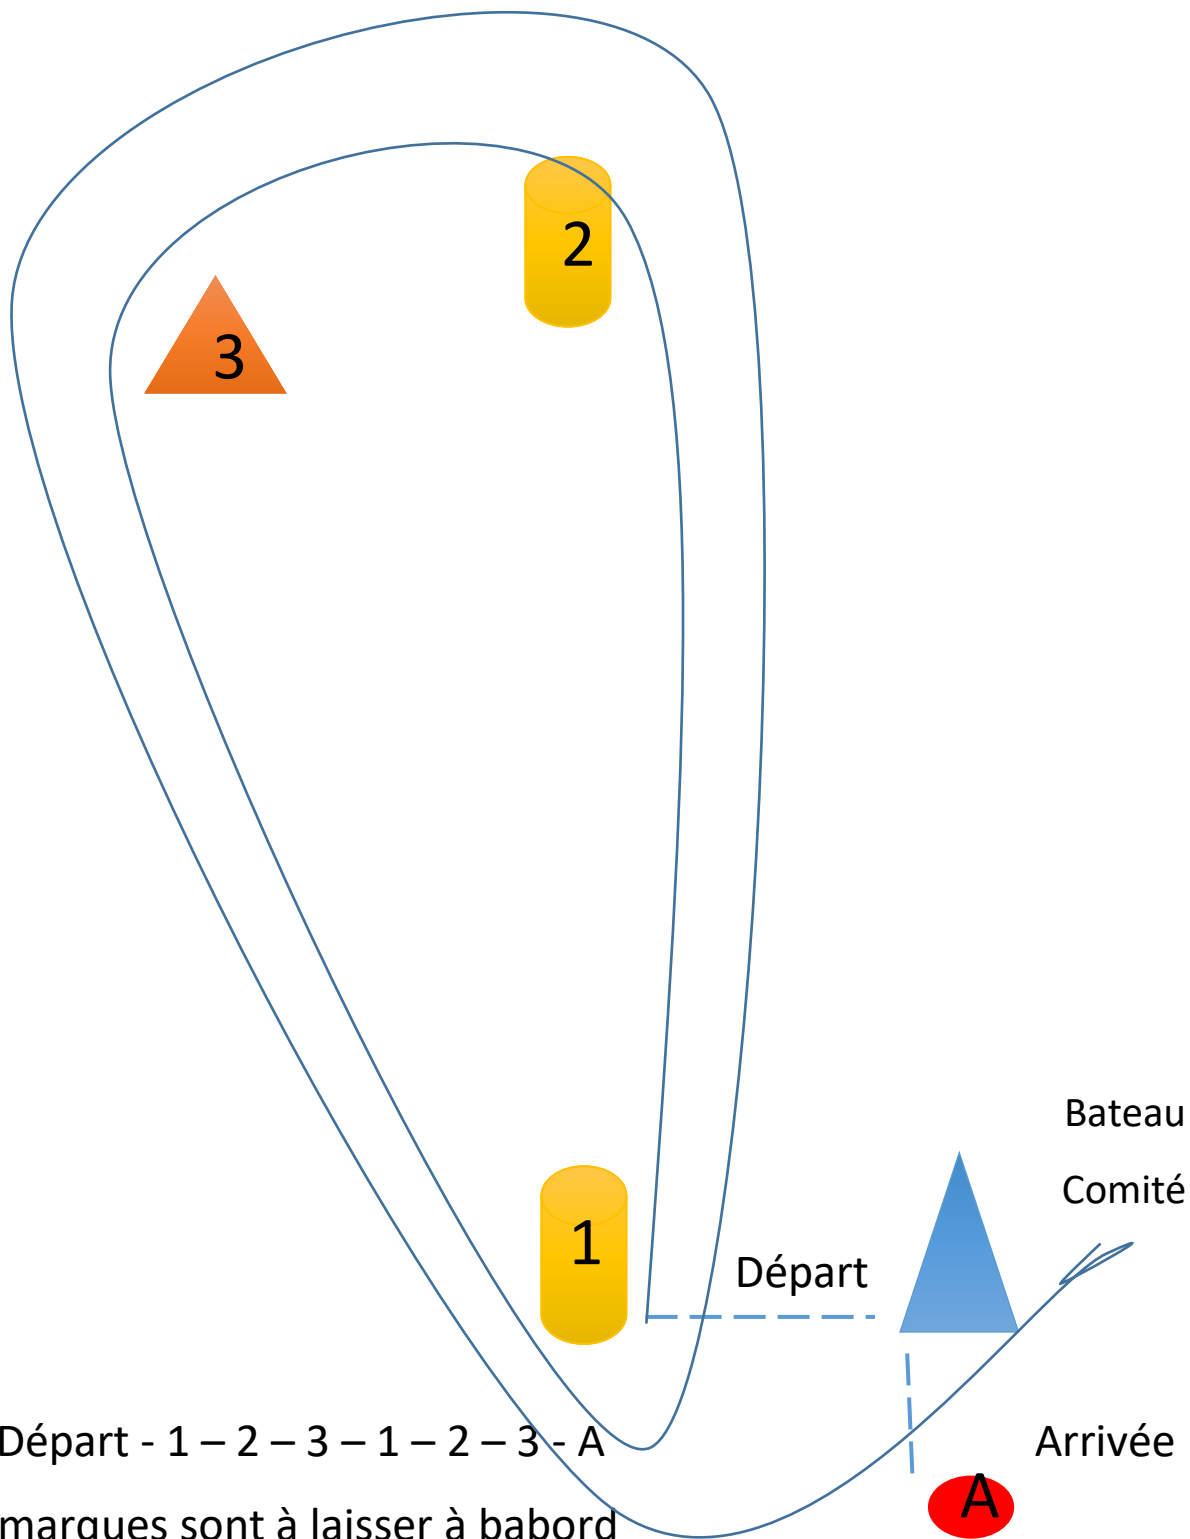 2
3
Bateau
Comité
1
Départ
Départ - 1 – 2 – 3 – 1 – 2 – 3 - A
Arrivée
A
marques sont à laisser à babord